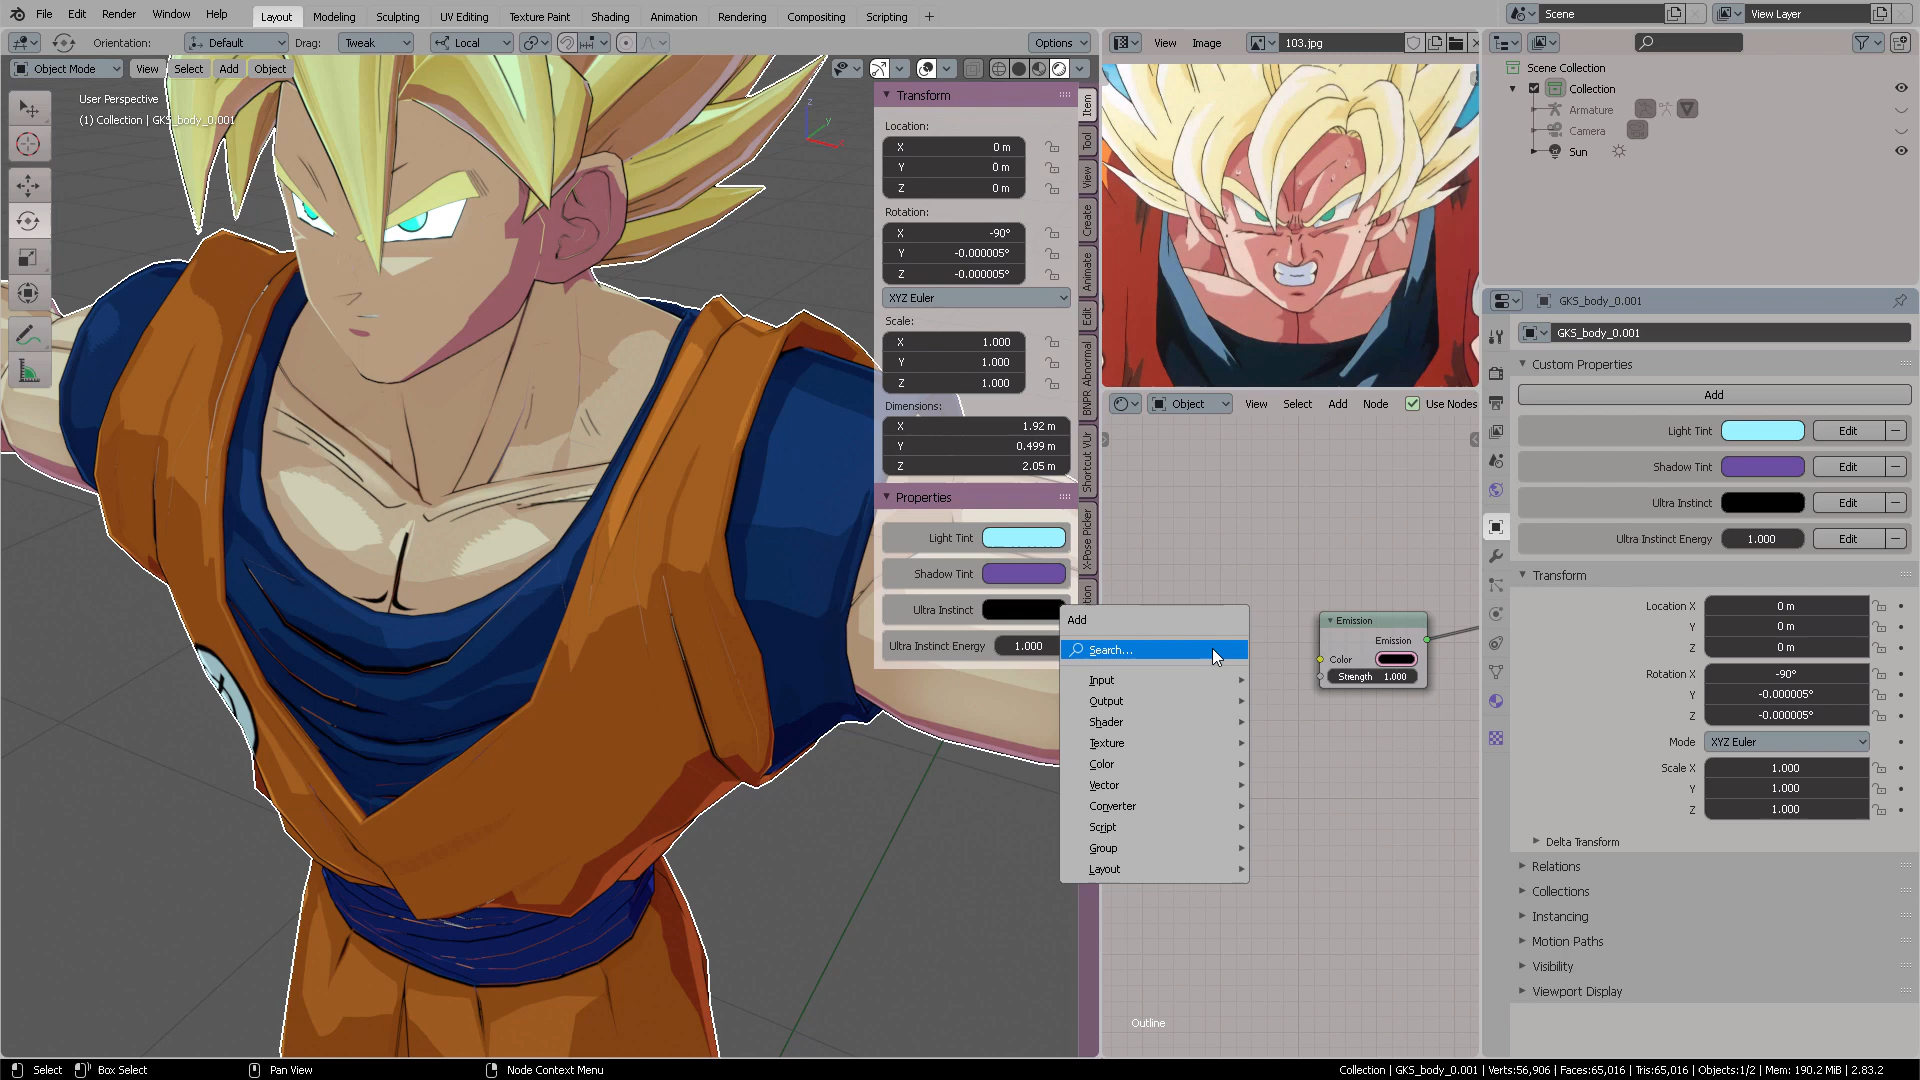 File Edit Render Window Help
Layout Modeling Sculpting UV Editing Texture Paint Shading Animation Rendering Compositing Scripting +
Scene
View Layer
Orientation: Default Drag: Tweak Local Options
Object Mode View Select Add Object
User Perspective
(1) Collection | GKS_body_0.001
Transform
Location:
X 0 m
Y 0 m
Z 0 m
Rotation:
X -90°
Y -0.000005°
Z -0.000005°
XYZ Euler
Scale:
X 1.000
Y 1.000
Z 1.000
Dimensions:
X 1.92 m
Y 0.499 m
Z 2.05 m
Properties
Light Tint
Shadow Tint
Ultra Instinct
Ultra Instinct Energy 1.000
Item
Tool
View
Create
Animate
Edit
BNPR Abnormal
Shortcut VUr
X-Pose Picker
View Image 103.jpg
Object View Select Add Node Use Nodes
Add
Search...
Input
Output
Shader
Texture
Color
Vector
Converter
Script
Group
Layout
Emission
Emission
Color
Strength 1.000
Outline
Scene Collection
Collection
Armature
Camera
Sun
GKS_body_0.001
GKS_body_0.001
Custom Properties
Add
Light Tint Edit
Shadow Tint Edit
Ultra Instinct Edit
Ultra Instinct Energy 1.000 Edit
Transform
Location X 0 m
Y 0 m
Z 0 m
Rotation X -90°
Y -0.000005°
Z -0.000005°
Mode XYZ Euler
Scale X 1.000
Y 1.000
Z 1.000
Delta Transform
Relations
Collections
Instancing
Motion Paths
Visibility
Viewport Display
Select Box Select Pan View Node Context Menu
Collection | GKS_body_0.001 | Verts:56,906 | Faces:65,016 | Tris:65,016 | Objects:1/2 | Mem: 190.2 MiB | 2.83.2